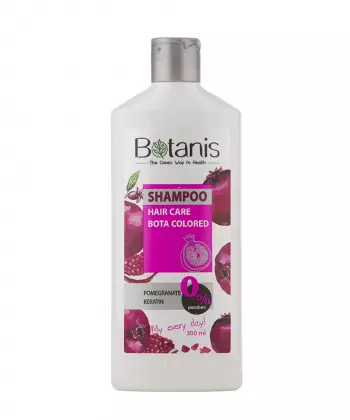 Botanis
The Green Way To Health
SHAMPOO
HAIR CARE
BOTA COLORED
POMEGRANATE
KERATIN
0%
paraben
My every day!
300 ml